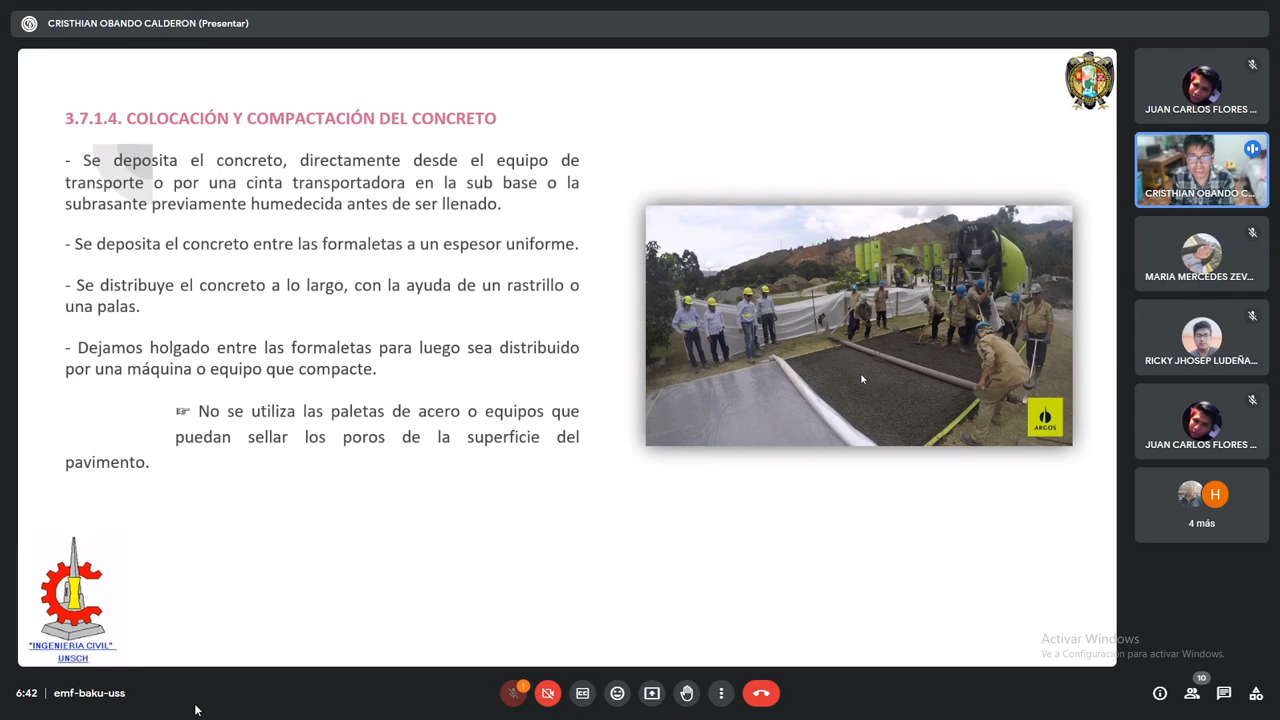 CRISTHIAN OBANDO CALDERON (Presentar)
3.7.1.4. COLOCACIÓN Y COMPACTACIÓN DEL CONCRETO
- Se deposita el concreto, directamente desde el equipo de
transporte o por una cinta transportadora en la sub base o la
subrasante previamente humedecida antes de ser llenado.
- Se deposita el concreto entre las formaletas a un espesor uniforme.
- Se distribuye el concreto a lo largo, con la ayuda de un rastrillo o
una palas.
- Dejamos holgado entre las formaletas para luego sea distribuido
por una máquina o equipo que compacte.
☞ No se utiliza las paletas de acero o equipos que
puedan sellar los poros de la superficie del
pavimento.
ARGOS
"INGENIERIA CIVIL"
UNSCH
JUAN CARLOS FLORES ...
CRISTHIAN OBANDO C...
MARIA MERCEDES ZEV...
RICKY JHOSEP LUDEÑA...
JUAN CARLOS FLORES ...
H
4 más
Activar Windows
Ve a Configuración para activar Windows.
6:42 | emf-baku-uss
10